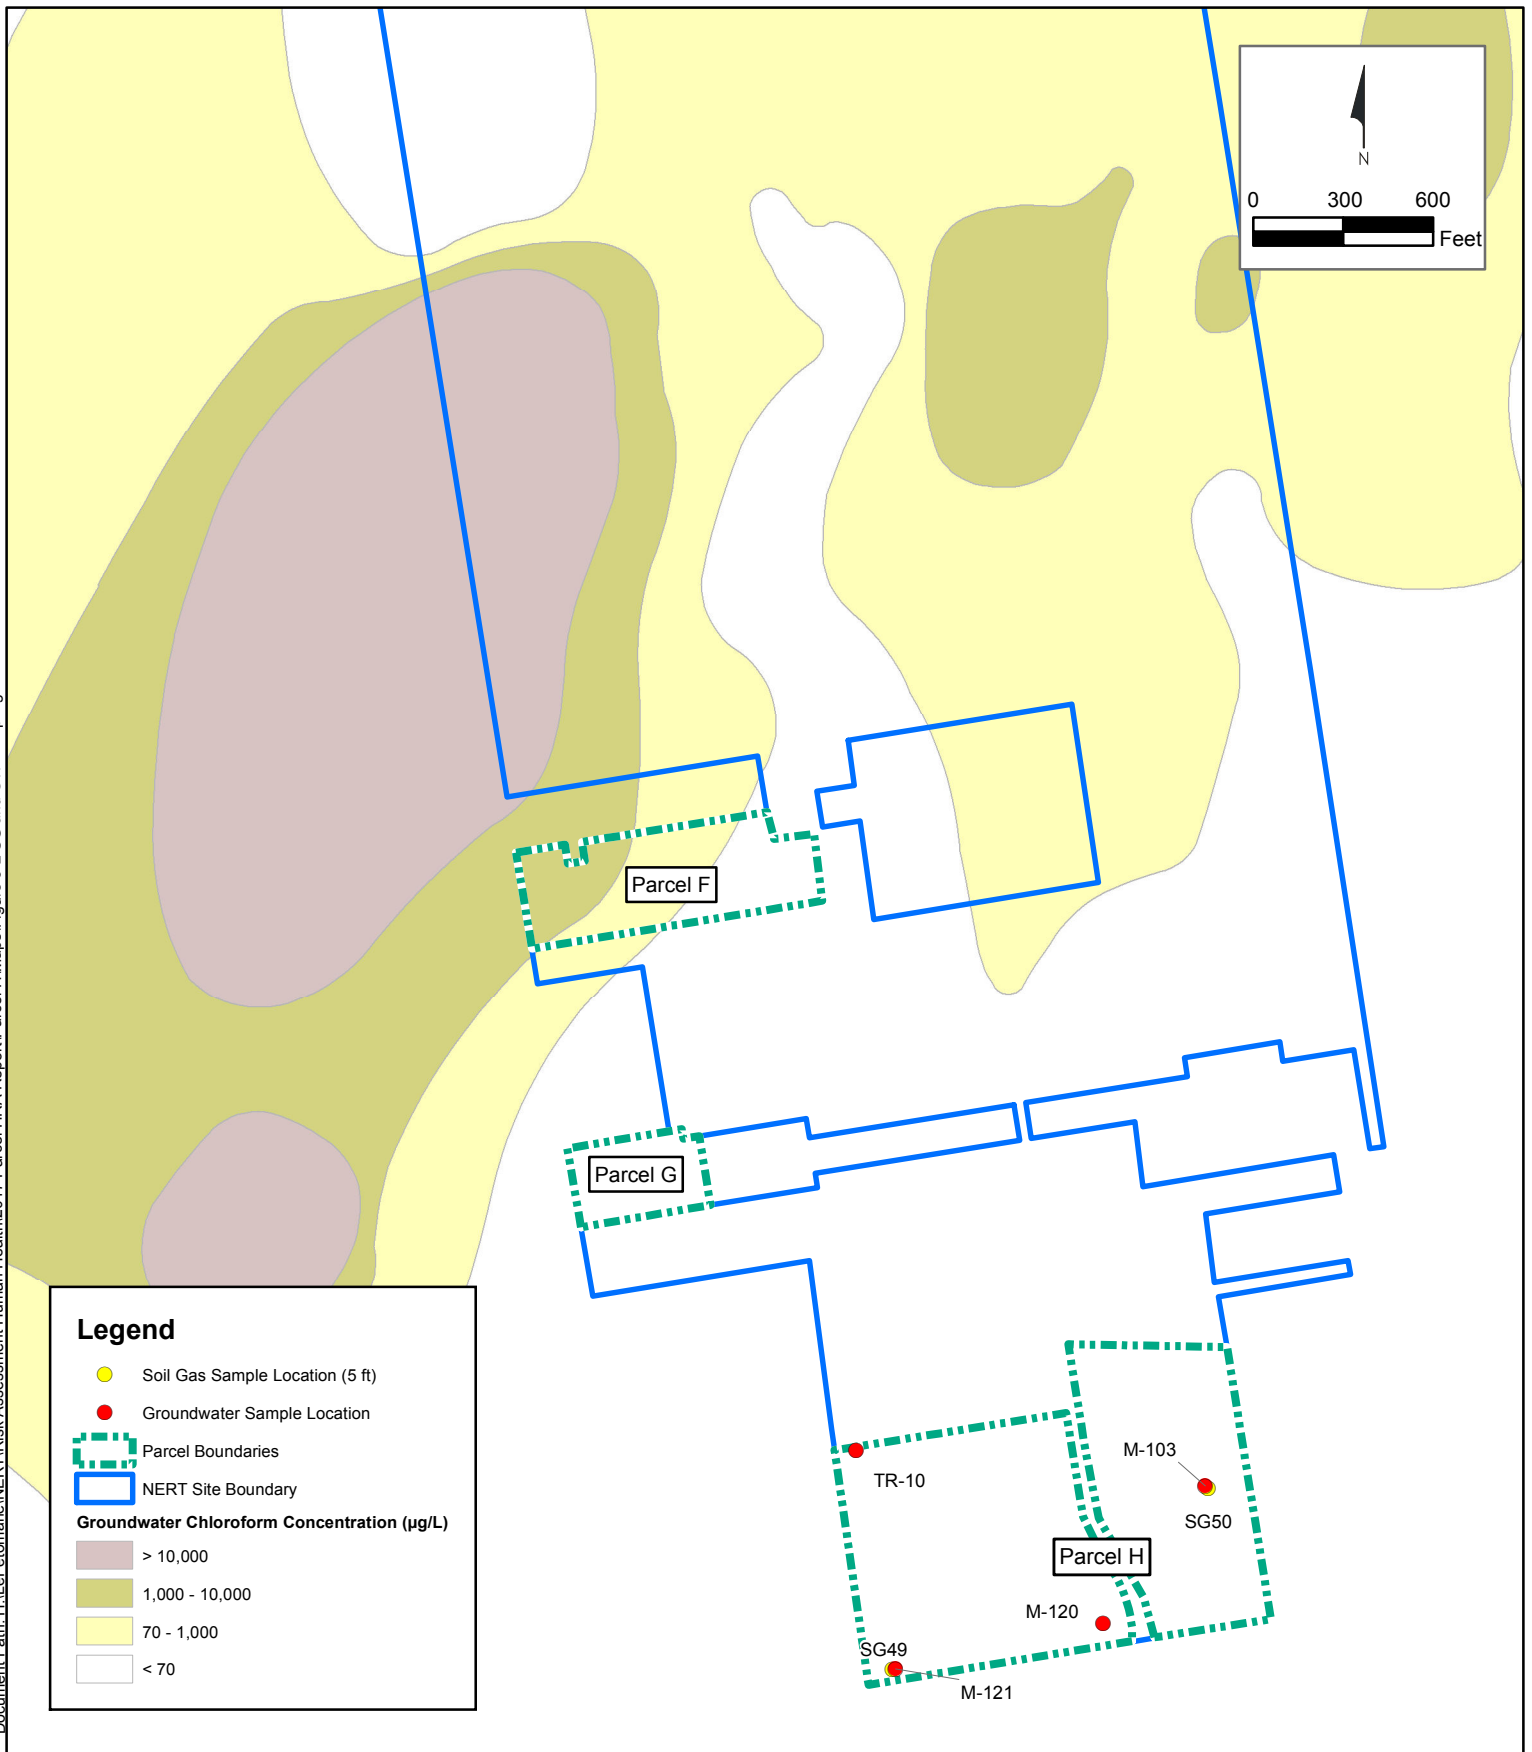 N
0 300 600
Feet
Parcel F
Parcel G
M-103
TR-10
SG50
Parcel H
M-120
SG49
M-121
Legend
Soil Gas Sample Location (5 ft)
Groundwater Sample Location
Parcel Boundaries
NERT Site Boundary
Groundwater Chloroform Concentration (µg/L)
> 10,000
1,000 - 10,000
70 - 1,000
< 70